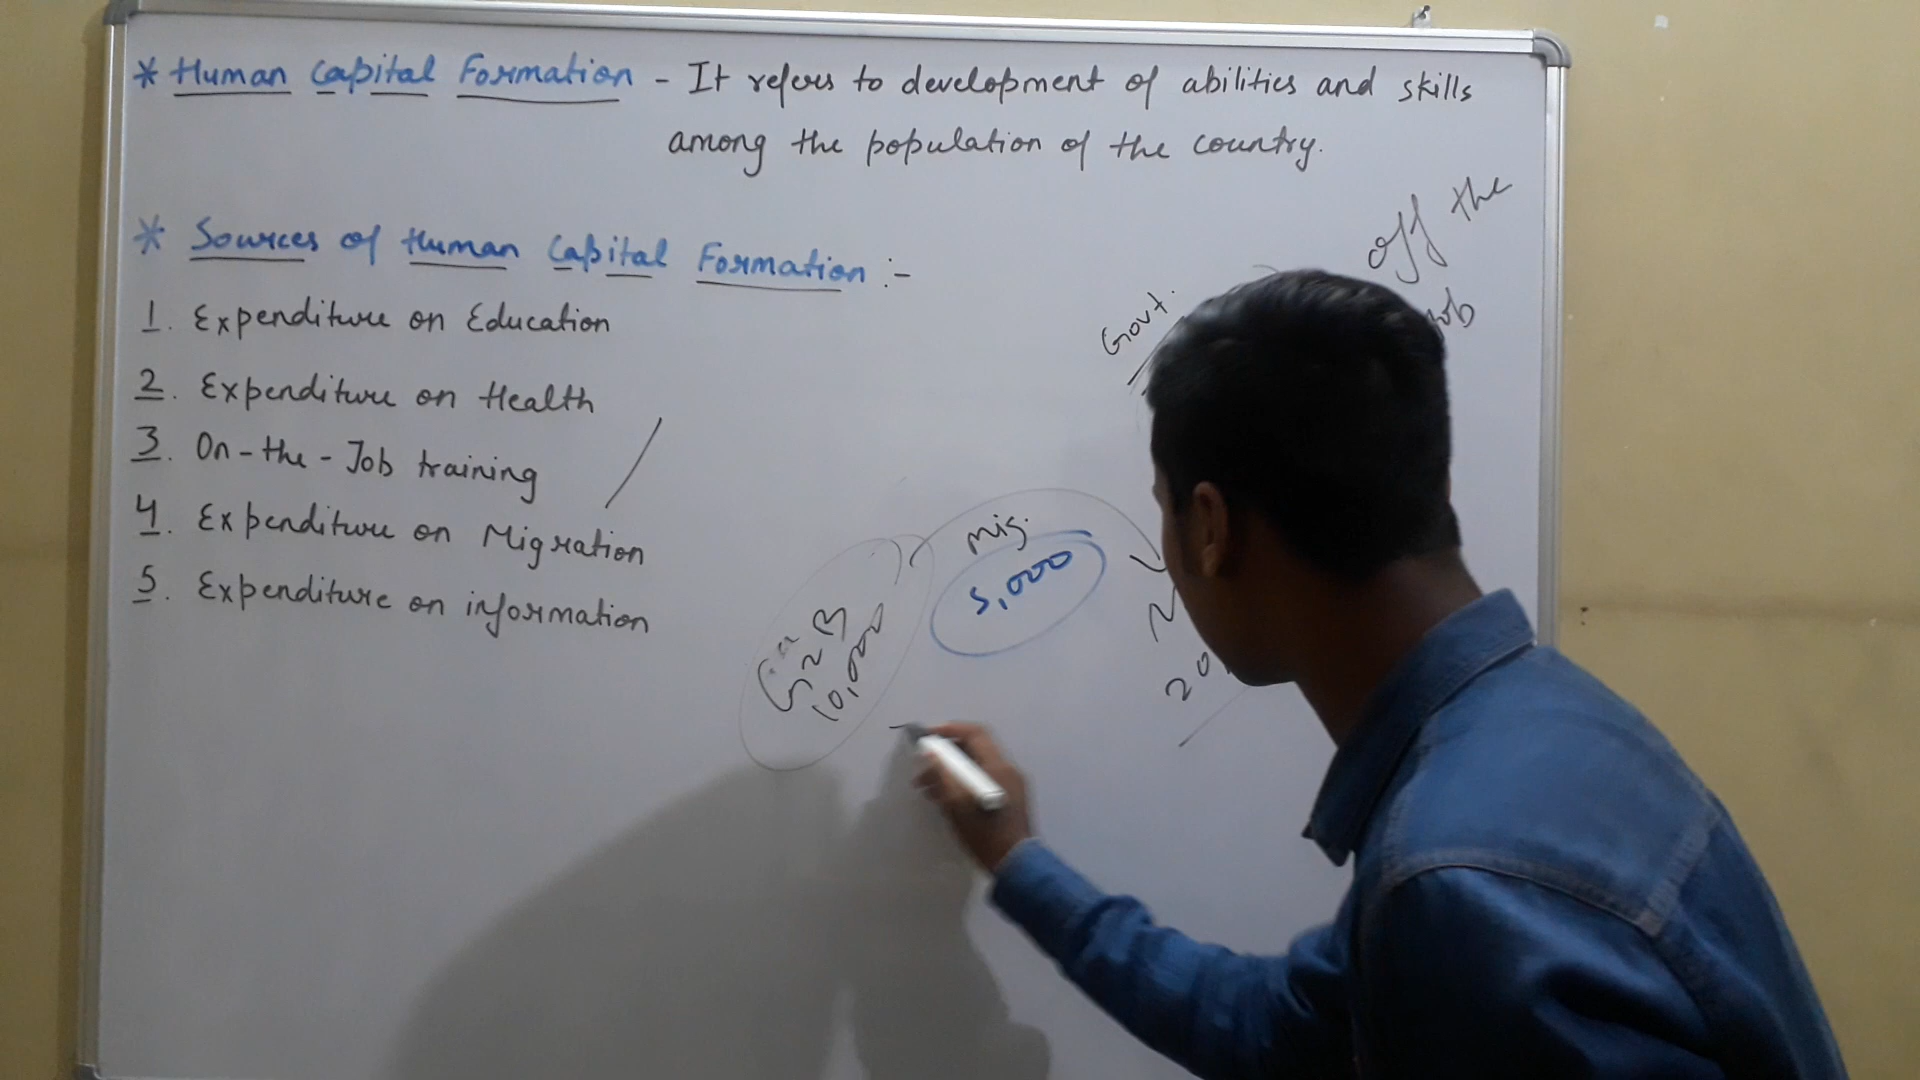 * Human Capital Formation - It refers to development of abilities and skills
among the population of the country.
* Sources of Human Capital Formation :-
1. Expenditure on Education
2. Expenditure on Health
3. On-the-Job training
4. Expenditure on Migration
5. Expenditure on information
off the
Govt.
Mig.
5,000
10,000